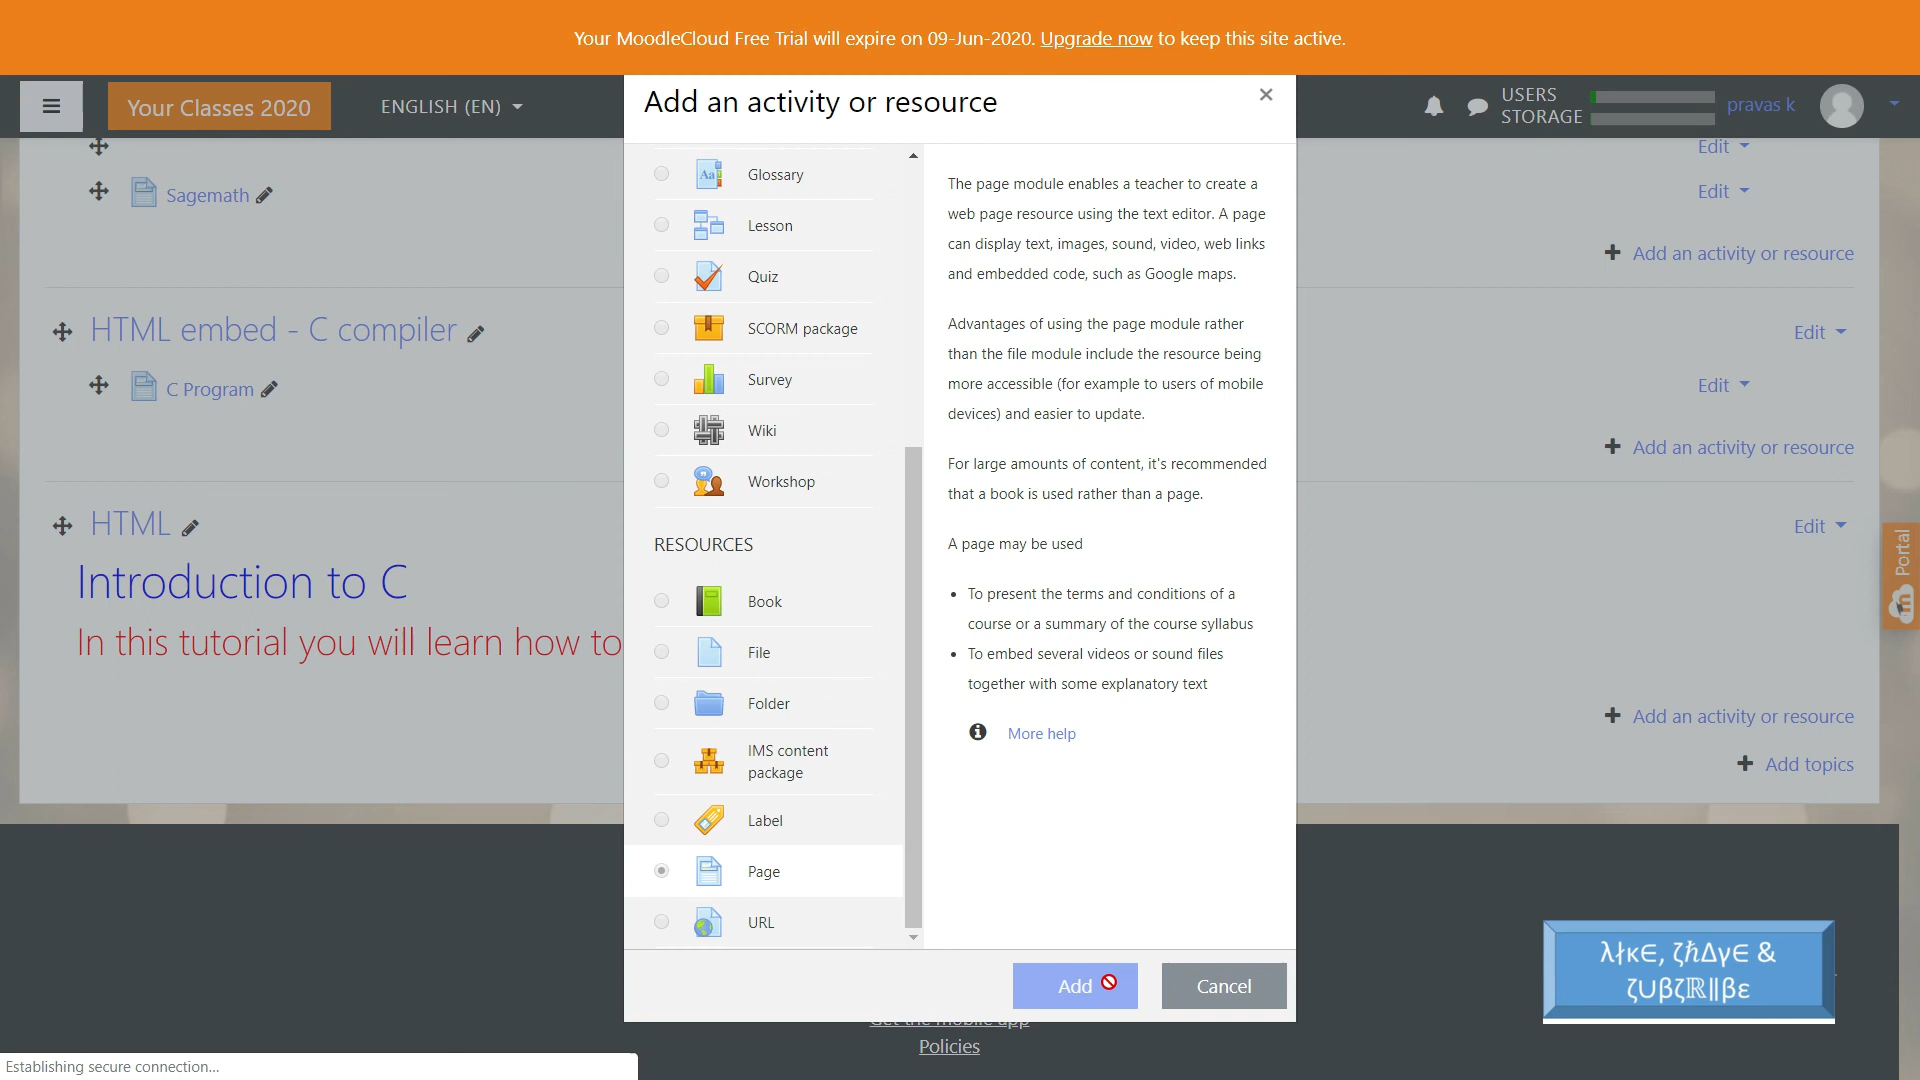 Your MoodleCloud Free Trial will expire on 09-Jun-2020. Upgrade now to keep this site active.
Your Classes 2020
ENGLISH (EN)
USERS
STORAGE
pravas k
Add an activity or resource
Edit
Sagemath
Edit
Add an activity or resource
HTML embed - C compiler
Edit
C Program
Edit
Add an activity or resource
HTML
Edit
Introduction to C
In this tutorial you will learn how to
Add an activity or resource
Add topics
Glossary
Lesson
Quiz
SCORM package
Survey
Wiki
Workshop
RESOURCES
Book
File
Folder
IMS content
package
Label
Page
URL
The page module enables a teacher to create a
web page resource using the text editor. A page
can display text, images, sound, video, web links
and embedded code, such as Google maps.
Advantages of using the page module rather
than the file module include the resource being
more accessible (for example to users of mobile
devices) and easier to update.
For large amounts of content, it's recommended
that a book is used rather than a page.
A page may be used
To present the terms and conditions of a
course or a summary of the course syllabus
To embed several videos or sound files
together with some explanatory text
More help
Add
Cancel
Portal
Get the mobile app
Policies
λƗκ∈, ζℏΔγ∈ &
ζ∪βζℝ∥βε
Establishing secure connection...